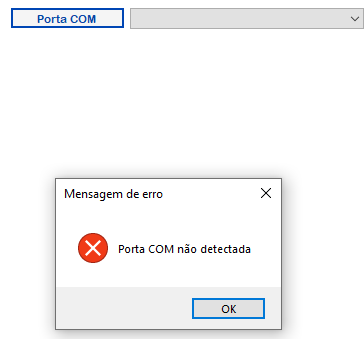 Porta COM
Mensagem de erro
Porta COM não detectada
OK